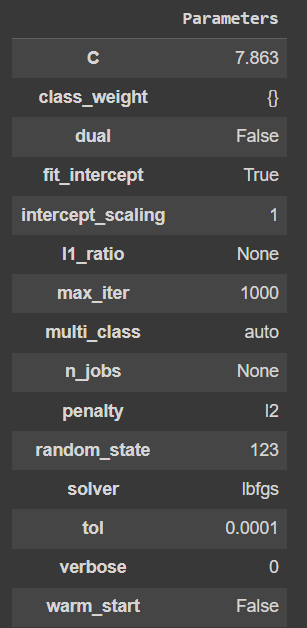 Parameters
C 7.863
class_weight {}
dual False
fit_intercept True
intercept_scaling 1
l1_ratio None
max_iter 1000
multi_class auto
n_jobs None
penalty l2
random_state 123
solver lbfgs
tol 0.0001
verbose 0
warm_start False